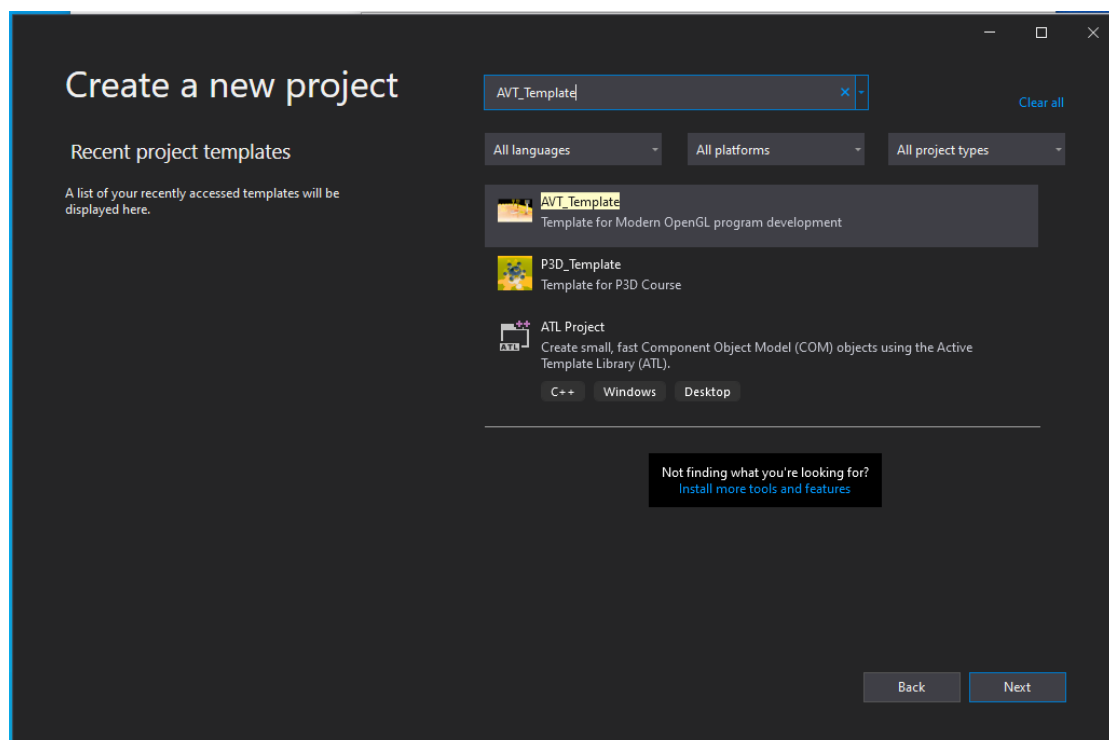 Create a new project
AVT_Template
Clear all
Recent project templates
All languages
All platforms
All project types
A list of your recently accessed templates will be
displayed here.
AVT_Template
Template for Modern OpenGL program development
P3D_Template
Template for P3D Course
ATL
ATL Project
Create small, fast Component Object Model (COM) objects using the Active
Template Library (ATL).
C++ Windows Desktop
Not finding what you're looking for?
Install more tools and features
Back Next